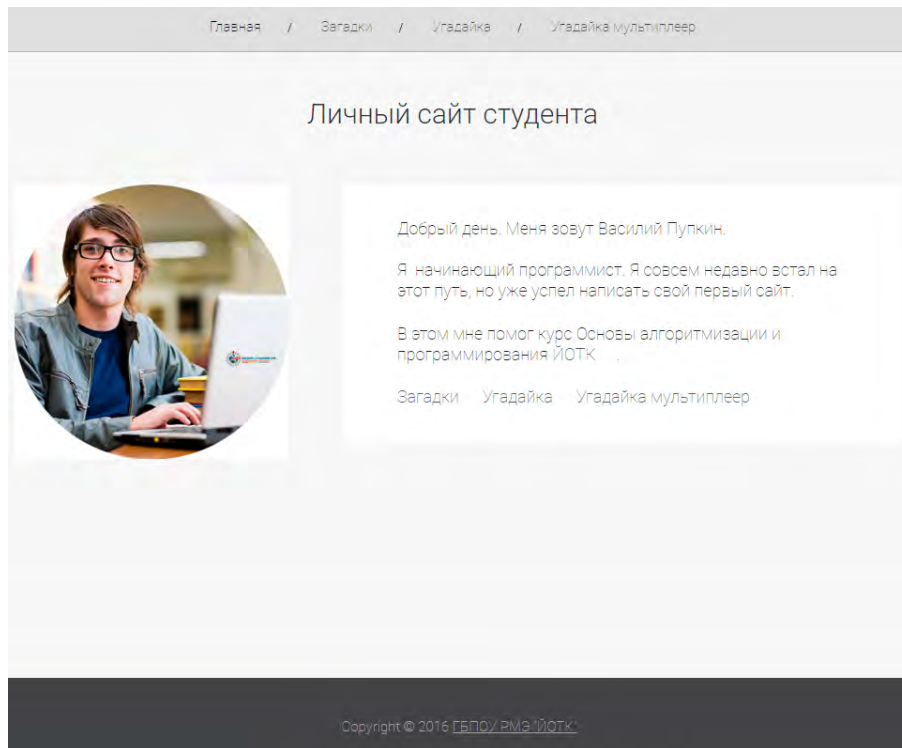 Главная / Загадки / Угадайка / Угадайка мультиплеер
Личный сайт студента
Добрый день. Меня зовут Василий Пупкин.
Я начинающий программист. Я совсем недавно встал на
этот путь, но уже успел написать свой первый сайт.
В этом мне помог курс Основы алгоритмизации и
программирования ЙОТК .
Загадки Угадайка Угадайка мультиплеер
Copyright © 2016 ГБПОУ РМЭ "ЙОТК"